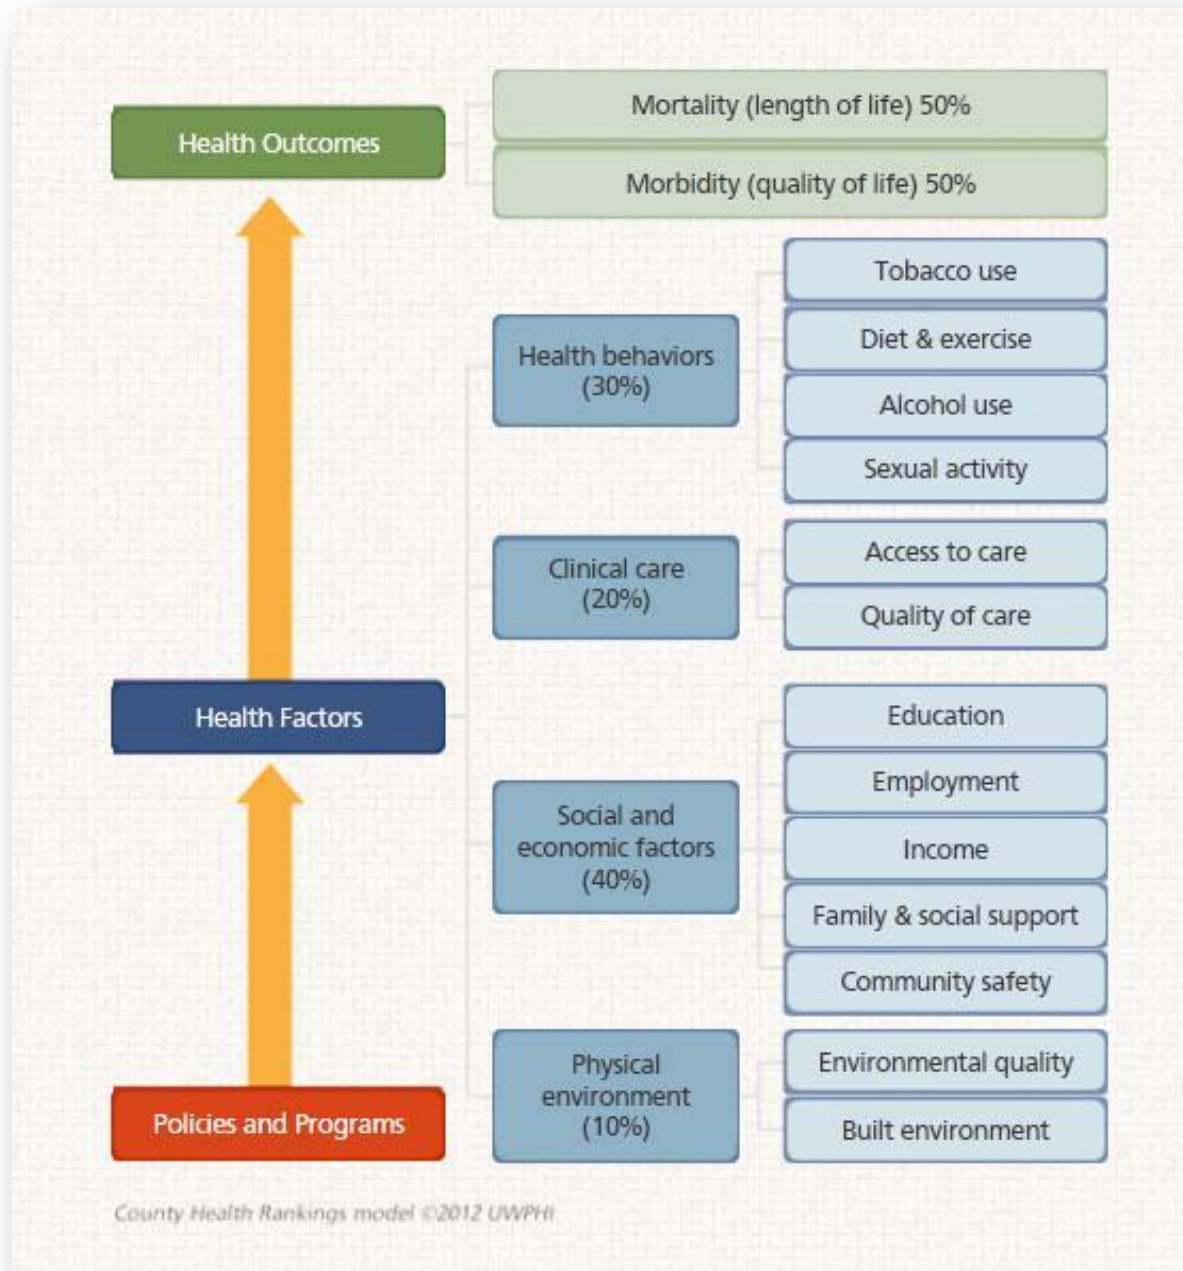 Health Outcomes
Mortality (length of life) 50%
Morbidity (quality of life) 50%
Health Factors
Health behaviors
(30%)
Tobacco use
Diet & exercise
Alcohol use
Sexual activity
Clinical care
(20%)
Access to care
Quality of care
Social and
economic factors
(40%)
Education
Employment
Income
Family & social support
Community safety
Physical
environment
(10%)
Environmental quality
Built environment
Policies and Programs
County Health Rankings model ©2012 UWPHI